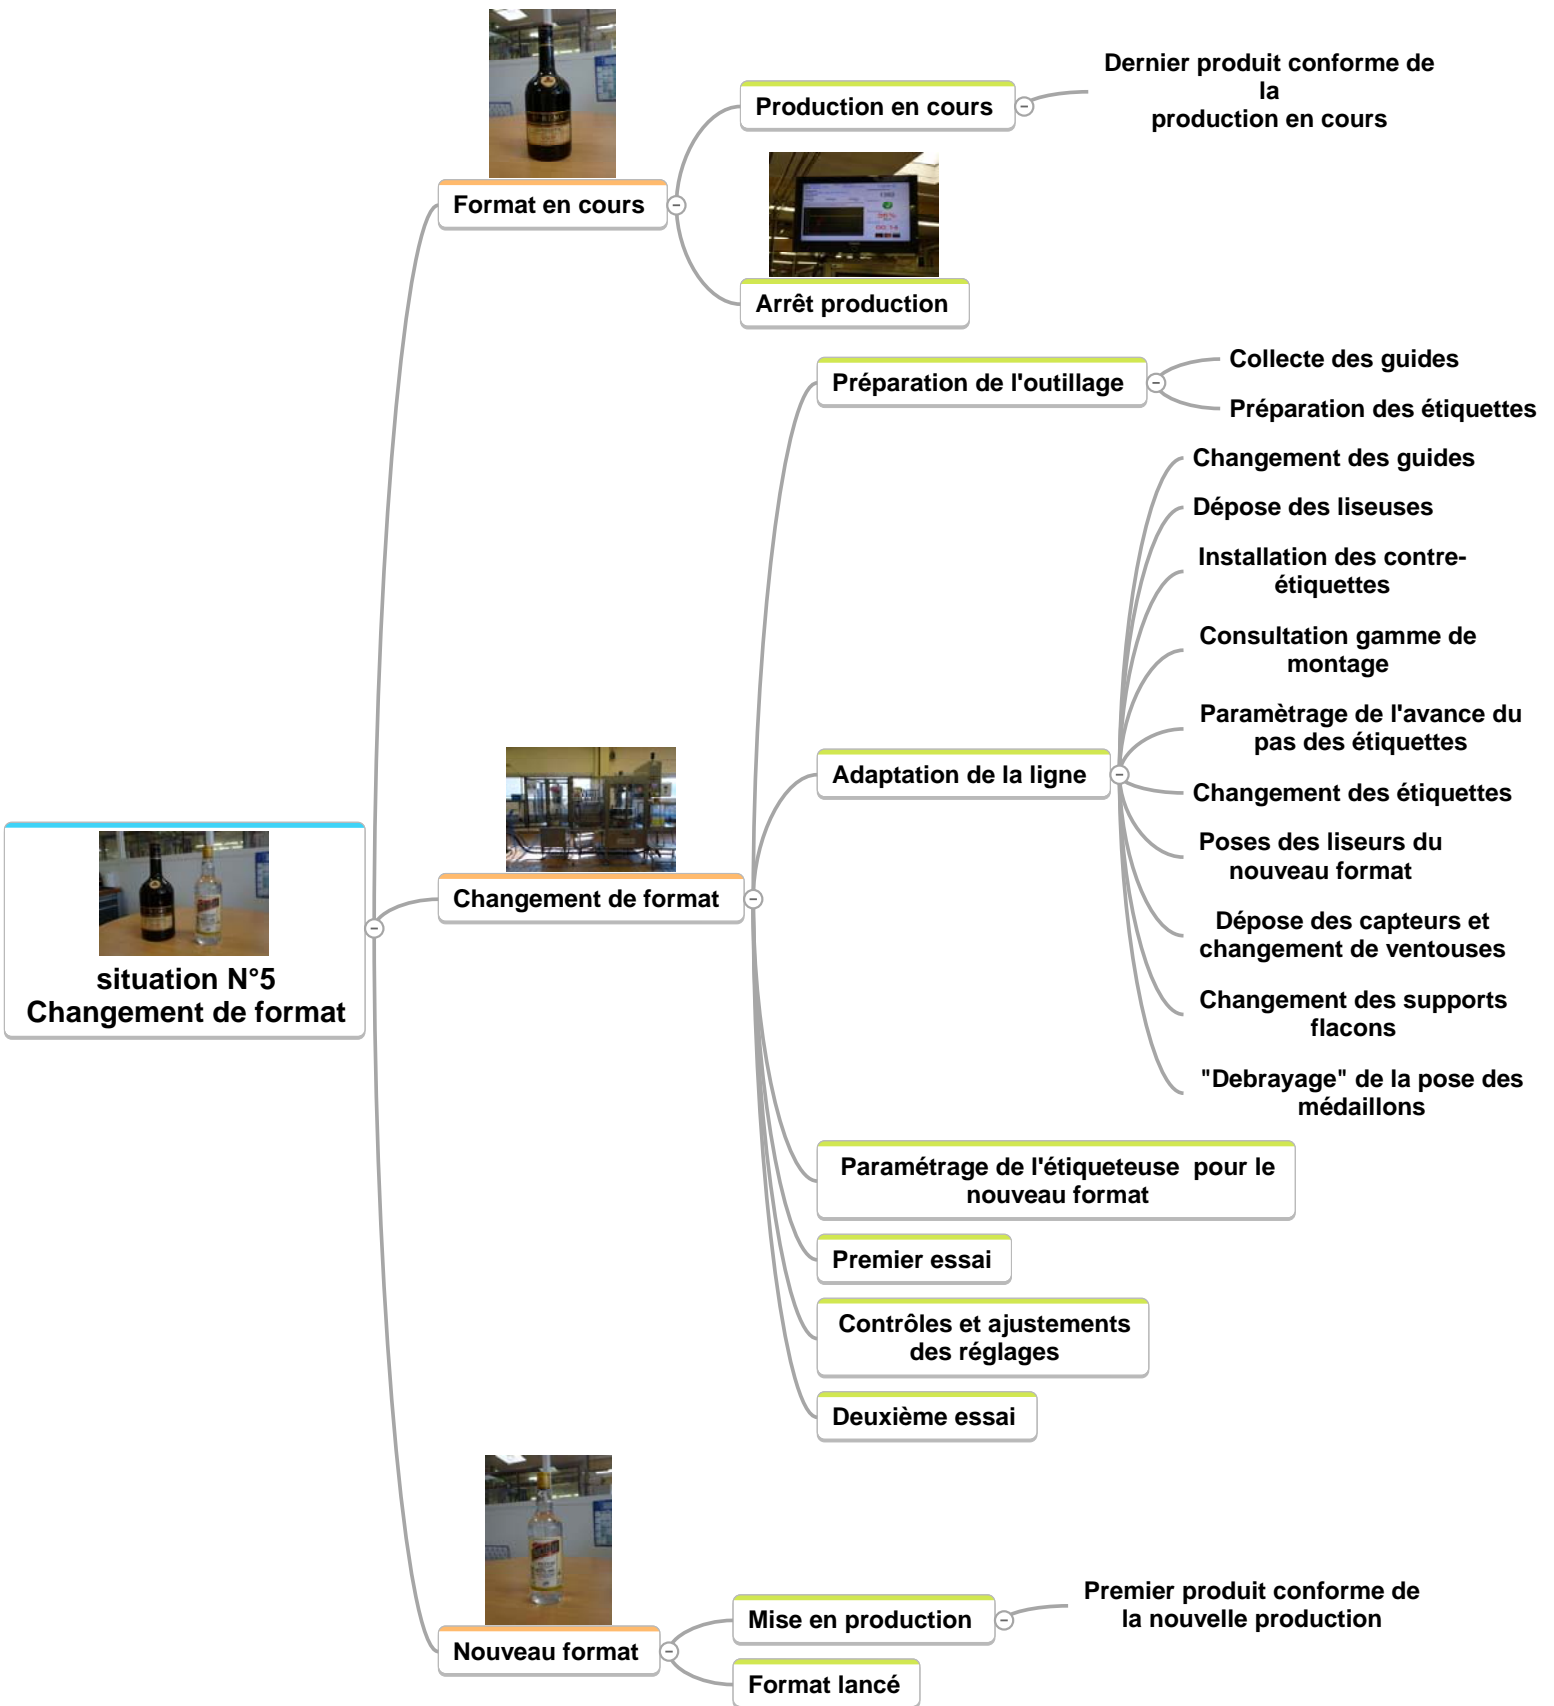 Dernier produit conforme de
la
production en cours
Production en cours
Format en cours
Arrêt production
Préparation de l'outillage
Collecte des guides
Préparation des étiquettes
Changement des guides
Dépose des liseuses
Installation des contre-
étiquettes
Consultation gamme de
montage
Paramètrage de l'avance du
pas des étiquettes
Adaptation de la ligne
Changement des étiquettes
Poses des liseurs du
nouveau format
Changement de format
Dépose des capteurs et
changement de ventouses
situation N°5
Changement de format
Changement des supports
flacons
"Debrayage" de la pose des
médaillons
Paramétrage de l'étiqueteuse  pour le
nouveau format
Premier essai
Contrôles et ajustements
des réglages
Deuxième essai
Premier produit conforme de
la nouvelle production
Mise en production
Nouveau format
Format lancé